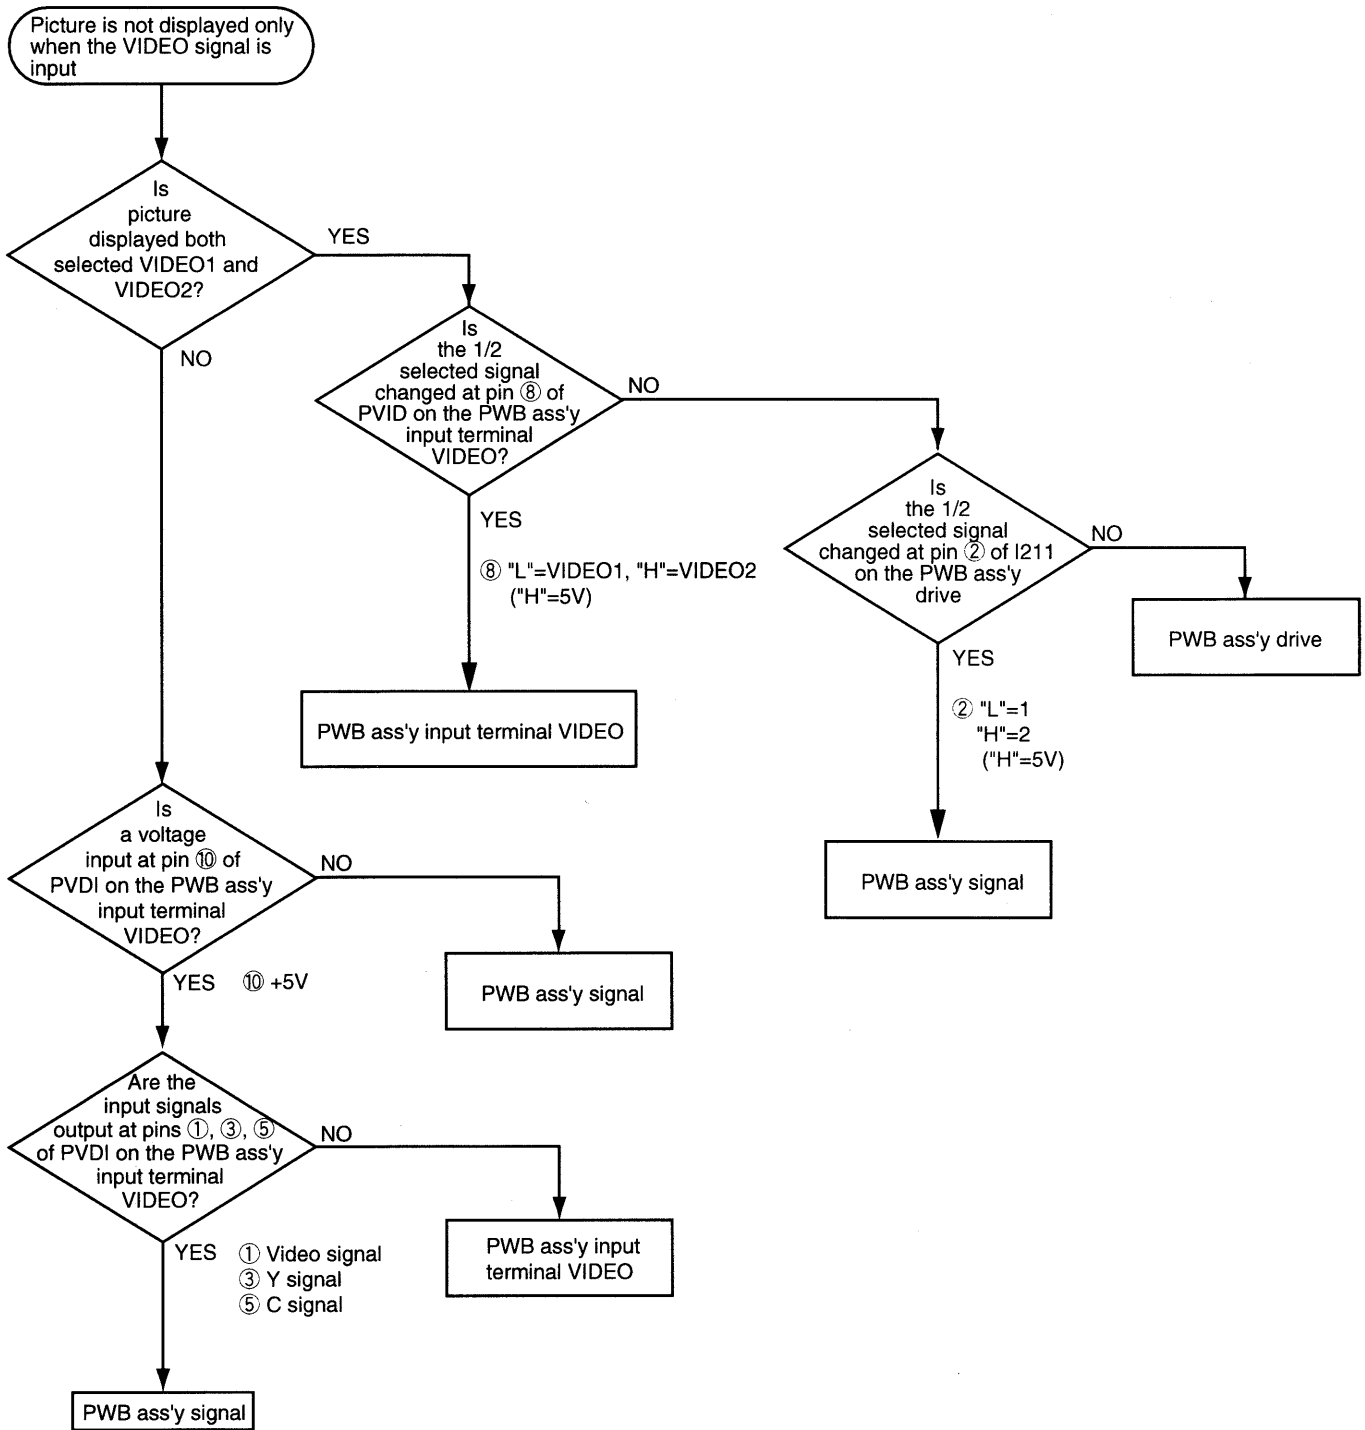 Picture is not displayed only
when the VIDEO signal is
input
Is
picture
displayed both
selected VIDEO1 and
VIDEO2?
YES
NO
Is
the 1/2
selected signal
changed at pin ⑧ of
PVID on the PWB ass'y
input terminal
VIDEO?
NO
YES
⑧ "L"=VIDEO1, "H"=VIDEO2
("H"=5V)
PWB ass'y input terminal VIDEO
Is
the 1/2
selected signal
changed at pin ② of I211
on the PWB ass'y
drive
NO
PWB ass'y drive
YES
② "L"=1
"H"=2
("H"=5V)
PWB ass'y signal
Is
a voltage
input at pin ⑩ of
PVDI on the PWB ass'y
input terminal
VIDEO?
NO
PWB ass'y signal
YES ⑩ +5V
Are the
input signals
output at pins ①, ③, ⑤
of PVDI on the PWB ass'y
input terminal
VIDEO?
NO
PWB ass'y input
terminal VIDEO
YES ① Video signal
③ Y signal
⑤ C signal
PWB ass'y signal